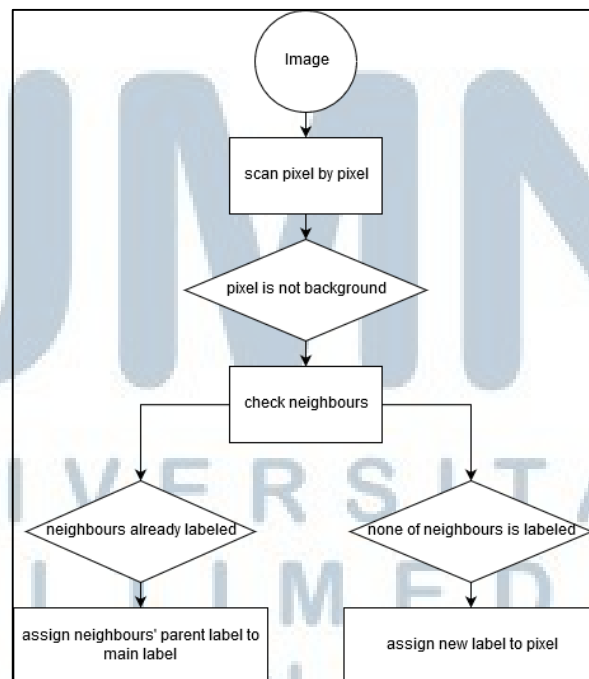 Image
scan pixel by pixel
pixel is not background
check neighbours
neighbours already labeled
none of neighbours is labeled
assign neighbours' parent label to
main label
assign new label to pixel